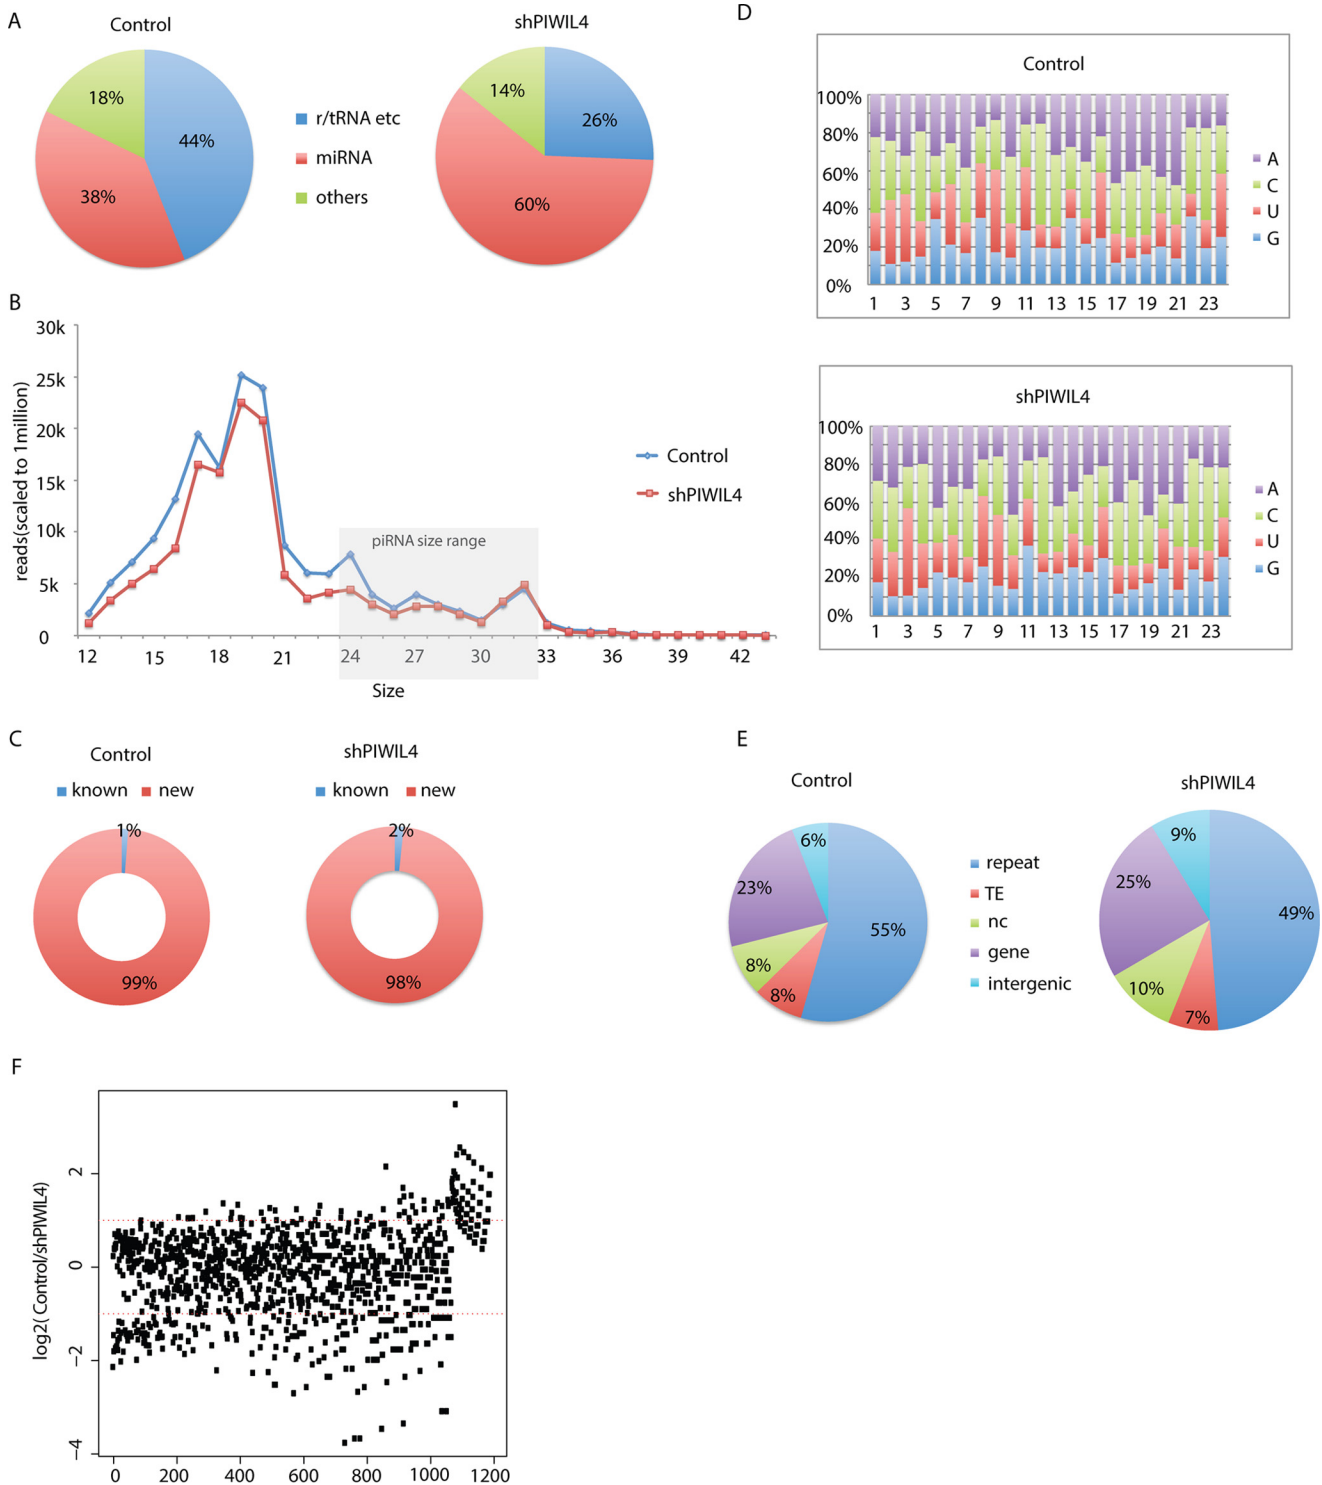 A
Control
shPIWIL4
18%
44%
38%
r/tRNA etc
miRNA
others
14%
26%
60%
B
30k
25k
20k
15k
10k
5k
0
reads(scaled to 1million)
Control
shPIWIL4
piRNA size range
12 15 18 21 24 27 30 33 36 39 42
Size
C
Control
known new
1%
99%
shPIWIL4
known new
2%
98%
D
Control
100%
80%
60%
40%
20%
0%
1 3 5 7 9 11 13 15 17 19 21 23
A
C
U
G
shPIWIL4
100%
80%
60%
40%
20%
0%
1 3 5 7 9 11 13 15 17 19 21 23
A
C
U
G
E
Control
6%
23%
55%
8%
8%
repeat
TE
nc
gene
intergenic
shPIWIL4
9%
25%
49%
10%
7%
F
log2(Control/shPIWIL4)
2
0
−2
−4
0 200 400 600 800 1000 1200